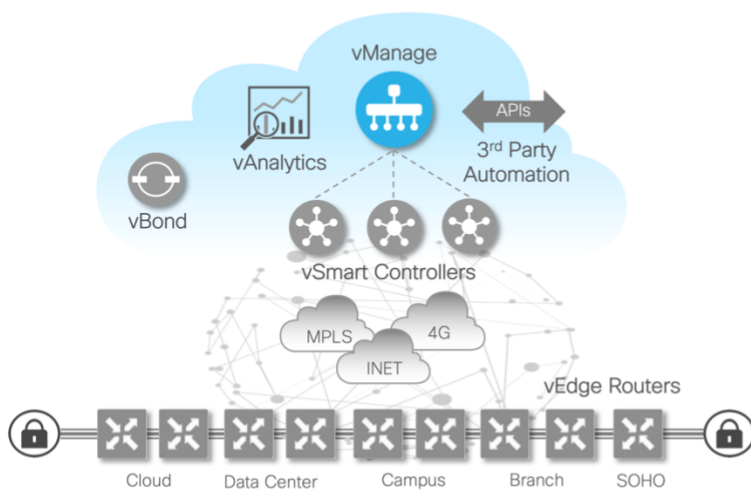 vManage
vAnalytics
APIs
3rd Party
Automation
vBond
vSmart Controllers
MPLS
4G
INET
vEdge Routers
Cloud
Data Center
Campus
Branch
SOHO